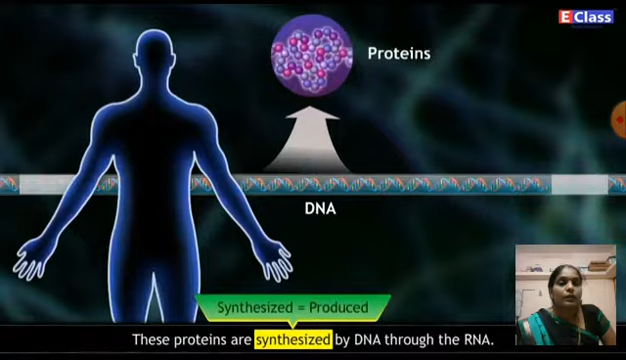 E Class
Proteins
DNA
Synthesized = Produced
These proteins are synthesized by DNA through the RNA.